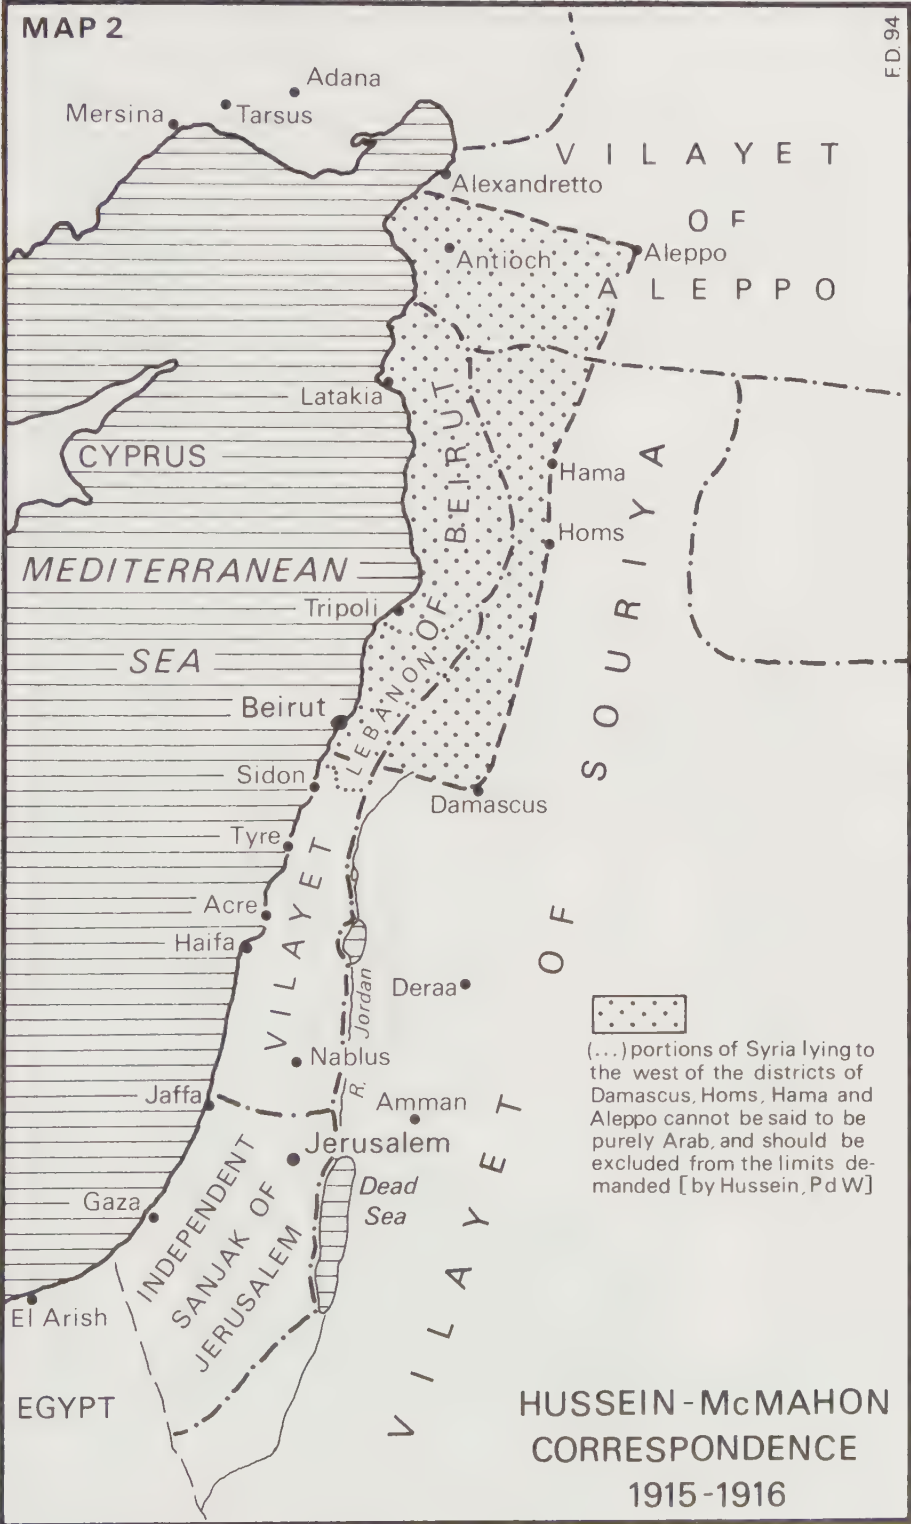 MAP 2
F.D. 94
Adana
Mersina
Tarsus
VILAYET
OF
ALEPPO
Alexandretto
Antioch
Aleppo
Latakia
CYPRUS
Hama
Homs
MEDITERRANEAN
SEA
Tripoli
VILAYET OF BEIRUT
LEBANON
Beirut
Sidon
Damascus
VILAYET OF SOURIYA
Tyre
Acre
Haifa
Deraa
R. Jordan
Nablus
Jaffa
Amman
Jerusalem
Dead
Sea
Gaza
INDEPENDENT
SANJAK OF
JERUSALEM
El Arish
EGYPT
(...) portions of Syria lying to
the west of the districts of
Damascus, Homs, Hama and
Aleppo cannot be said to be
purely Arab, and should be
excluded from the limits de-
manded [by Hussein, PdW]
HUSSEIN-McMAHON
CORRESPONDENCE
1915-1916